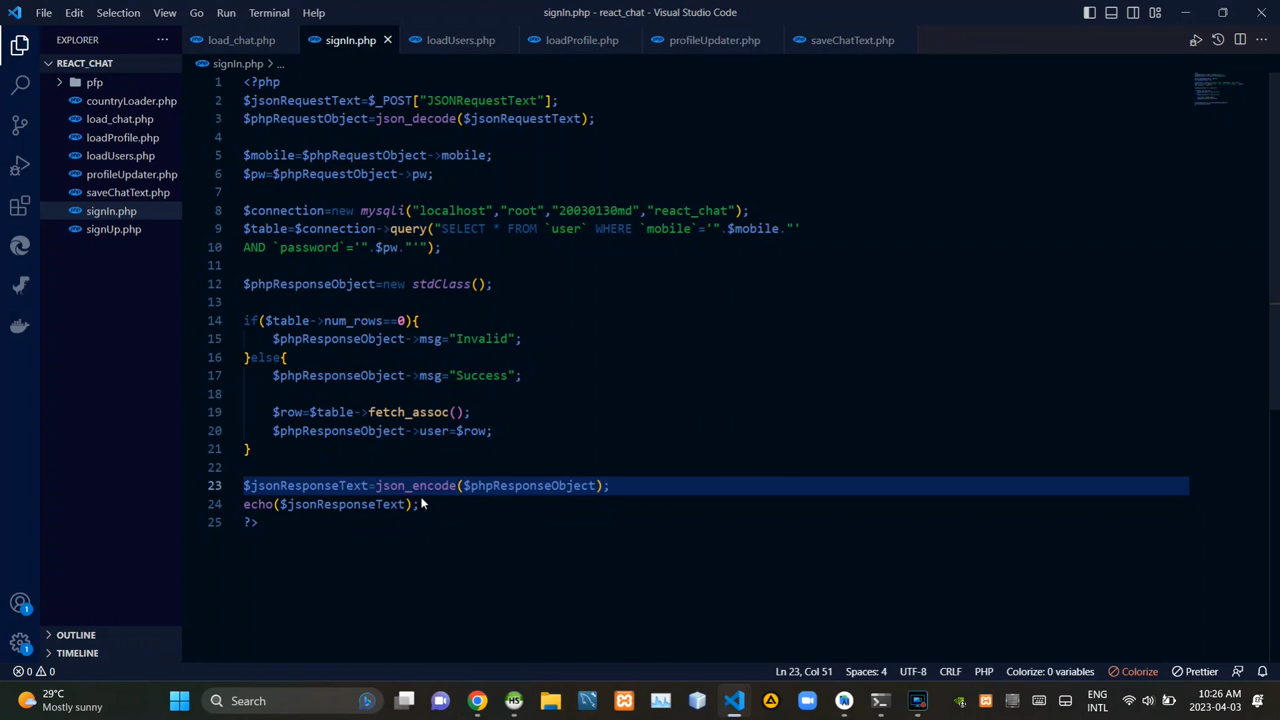 File Edit Selection View Go Run Terminal Help
signIn.php - react_chat - Visual Studio Code
EXPLORER
load_chat.php
signIn.php
loadUsers.php
loadProfile.php
profileUpdater.php
saveChatText.php
REACT_CHAT
signIn.php > ...
pfp
countryLoader.php
load_chat.php
loadProfile.php
loadUsers.php
profileUpdater.php
saveChatText.php
signIn.php
signUp.php
1 <?php
2 $jsonRequestText=$_POST["JSONRequestText"];
3 $phpRequestObject=json_decode($jsonRequestText);
4
5 $mobile=$phpRequestObject->mobile;
6 $pw=$phpRequestObject->pw;
7
8 $connection=new mysqli("localhost","root","20030130md","react_chat");
9 $table=$connection->query("SELECT * FROM `user` WHERE `mobile`='".$mobile."'
10 AND `password`='".$pw."'");
11
12 $phpResponseObject=new stdClass();
13
14 if($table->num_rows==0){
15 $phpResponseObject->msg="Invalid";
16 }else{
17 $phpResponseObject->msg="Success";
18
19 $row=$table->fetch_assoc();
20 $phpResponseObject->user=$row;
21 }
22
23 $jsonResponseText=json_encode($phpResponseObject);
24 echo($jsonResponseText);
25 ?>
1
1
OUTLINE
TIMELINE
0 0
Ln 23, Col 51 Spaces: 4 UTF-8 CRLF PHP Colorize: 0 variables Colorize Prettier
29°C
Mostly sunny
Search
HS
ENG
INTL
10:26 AM
2023-04-03